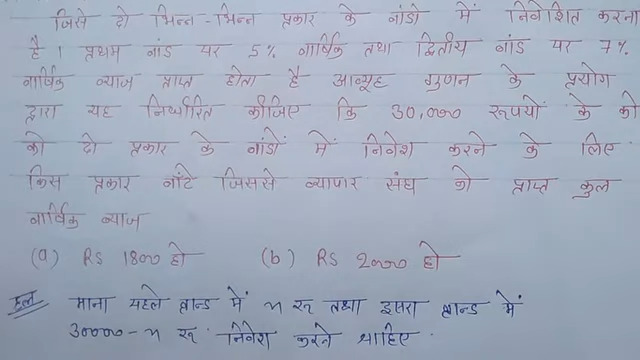 जिसे दो भिन्न-भिन्न प्रकार के बांडों में निवेशित करना
है। प्रथम बांड पर 5% वार्षिक तथा द्वितीय बांड पर 7%
वार्षिक ब्याज प्राप्त होता है आव्यूह गुणन के प्रयोग
द्वारा यह निर्धारित कीजिए कि 30,000 रूपयों के को
को दो प्रकार के बांडों में निवेश करने के लिए
किस प्रकार बाँटे जिससे व्यापार संघ को प्राप्त कुल
वार्षिक ब्याज
(a) RS 1800 हो (b) RS 2000 हो
हल माना पहले बान्ड में x रू तथा दूसरा बान्ड में
30000-x रू. निवेश करने चाहिए.